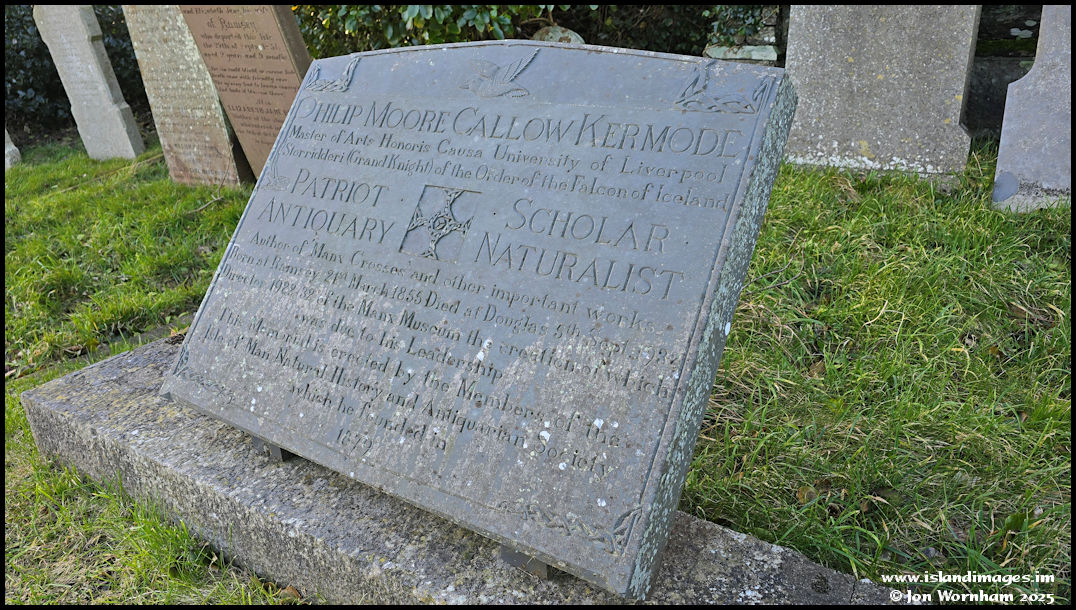 of Ramsey
PHILIP MOORE CALLOW KERMODE
Master of Arts Honoris Causa University of Liverpool
Storriddéri (Grand Knight) of the Order of the Falcon of Iceland
PATRIOT SCHOLAR
ANTIQUARY NATURALIST
Author of "Manx Crosses" and other important works
Born at Ramsey 21st March 1855 Died at Douglas 5th Sept. 1932
Director 1922-32 of the Manx Museum the creation of which
was due to his Leadership
This Memorial is erected by the Members of the
Isle of Man Natural History and Antiquarian Society
which he founded in
1879
www.islandimages.im
© Jon Wornham 2025